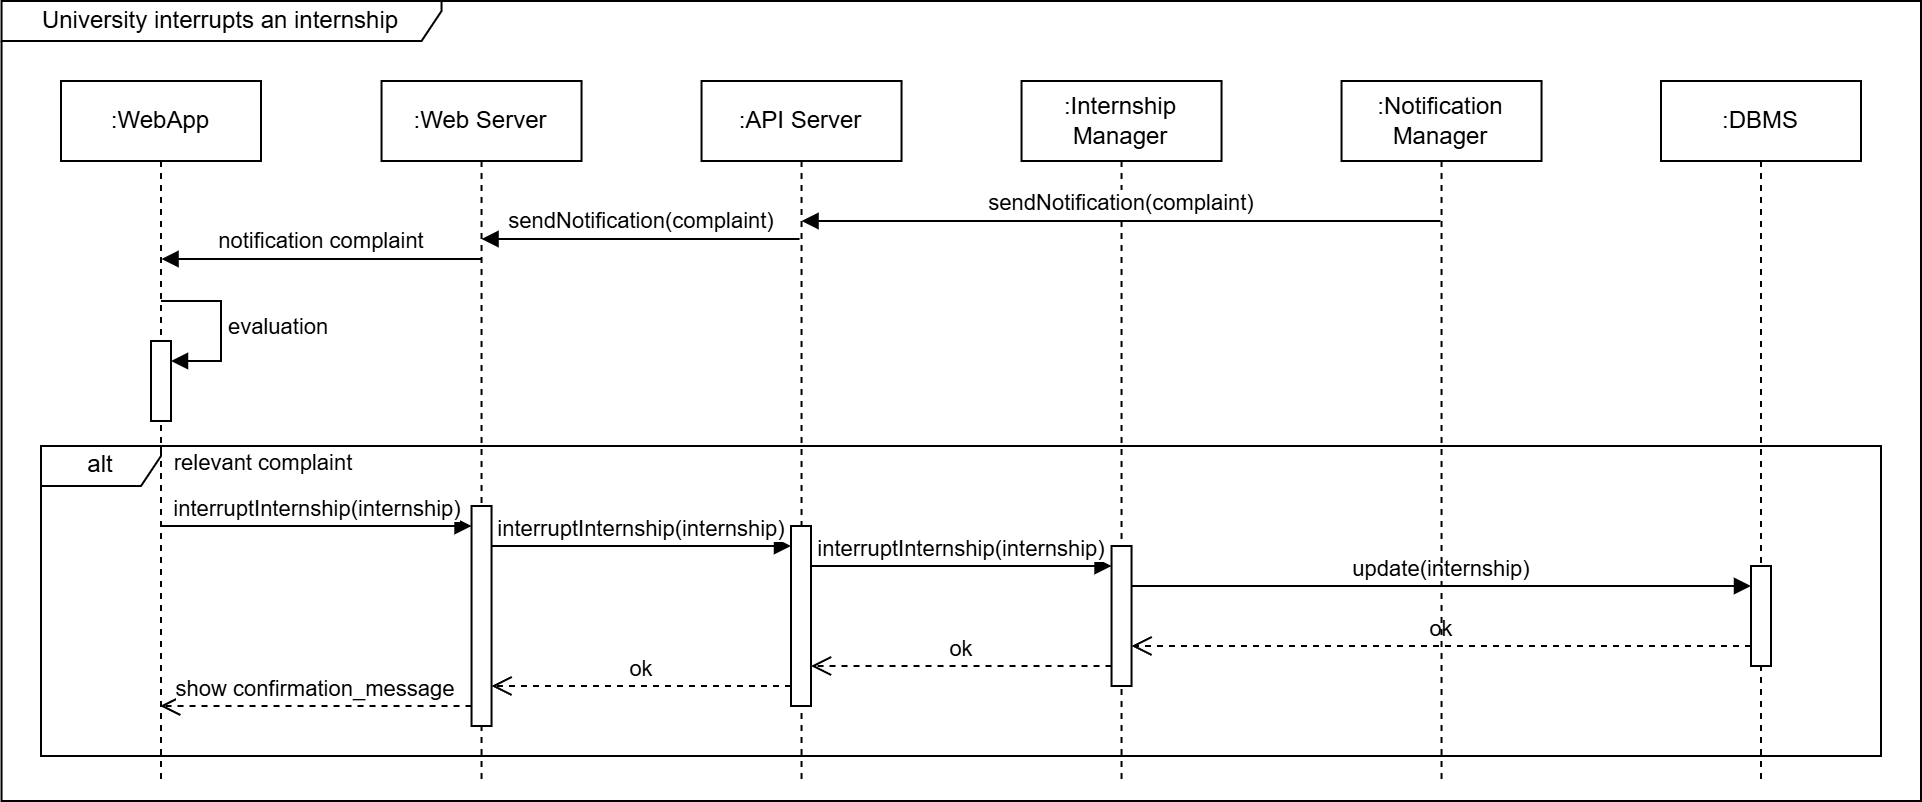 University interrupts an internship
:WebApp
:Web Server
:API Server
:Internship
Manager
:Notification
Manager
:DBMS
sendNotification(complaint)
sendNotification(complaint)
notification complaint
evaluation
alt
relevant complaint
interruptInternship(internship)
interruptInternship(internship)
interruptInternship(internship)
update(internship)
ok
ok
ok
show confirmation_message